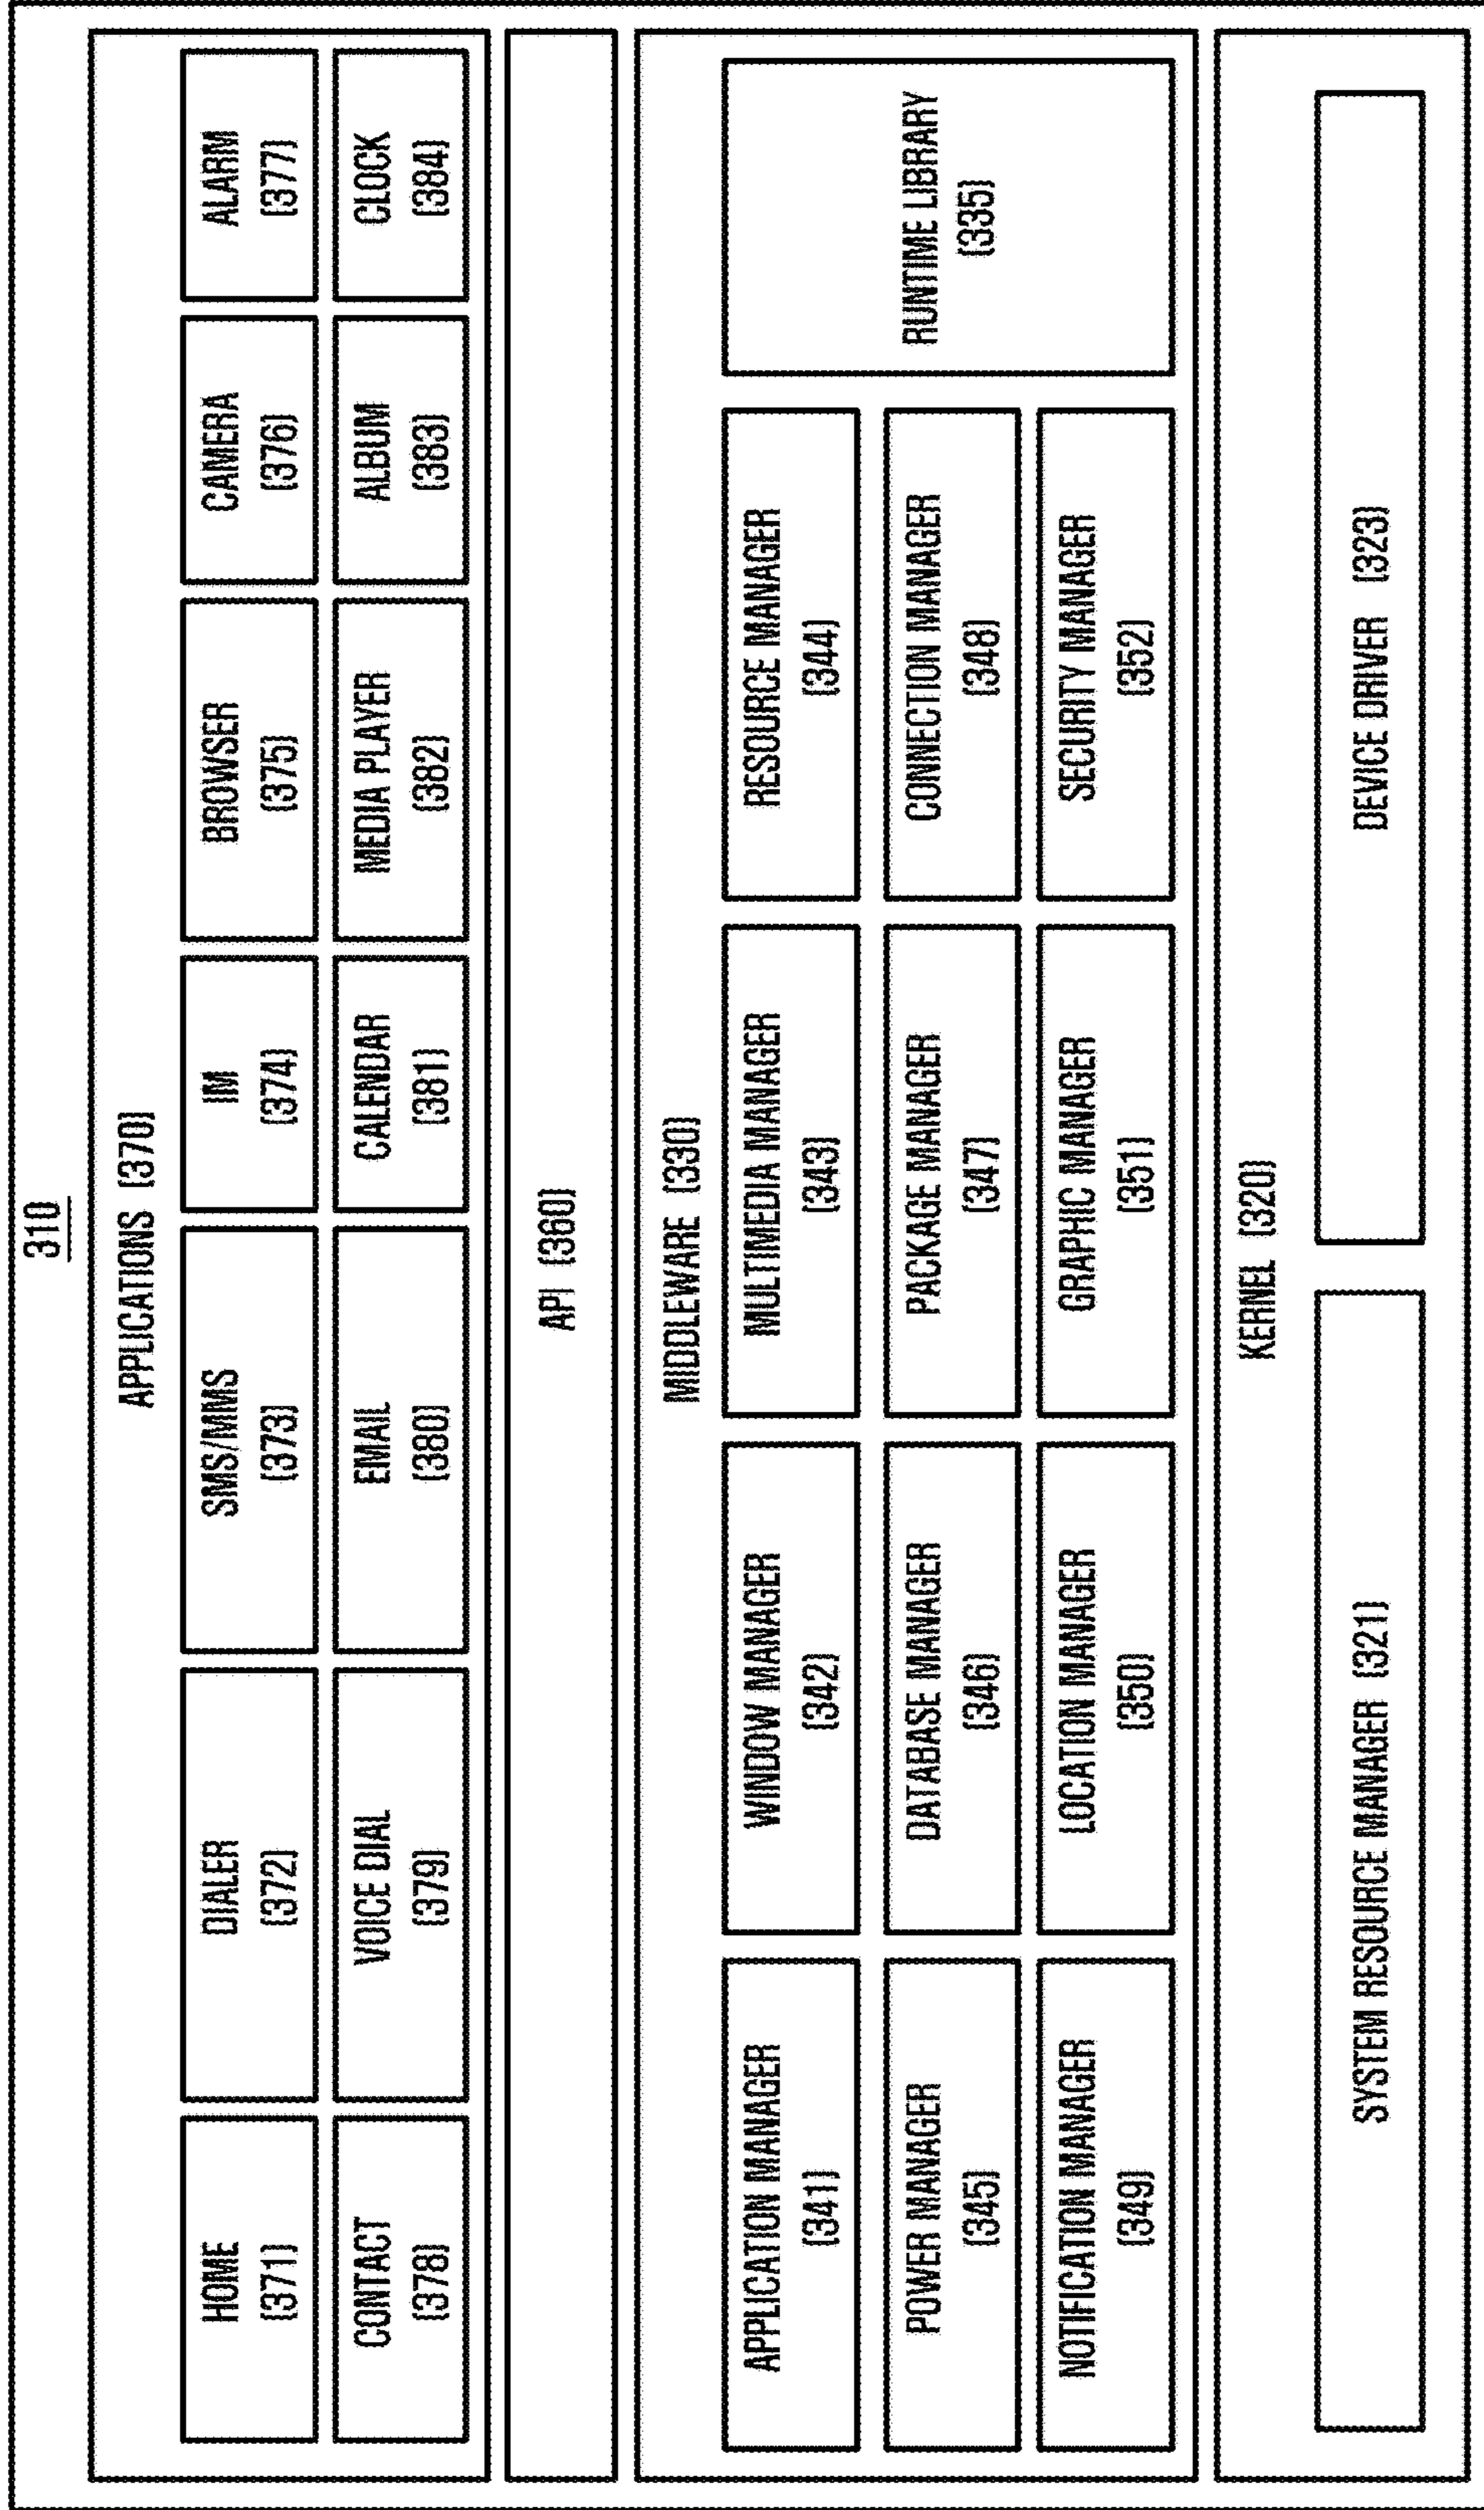 310
APPLICATIONS (370)
HOME
(371)
DIALER
(372)
SMS/MMS
(373)
IM
(374)
BROWSER
(375)
CAMERA
(376)
ALARM
(377)
CONTACT
(378)
VOICE DIAL
(379)
EMAIL
(380)
CALENDAR
(381)
MEDIA PLAYER
(382)
ALBUM
(383)
CLOCK
(384)
API (360)
MIDDLEWARE (330)
APPLICATION MANAGER
(341)
WINDOW MANAGER
(342)
MULTIMEDIA MANAGER
(343)
RESOURCE MANAGER
(344)
POWER MANAGER
(345)
DATABASE MANAGER
(346)
PACKAGE MANAGER
(347)
CONNECTION MANAGER
(348)
NOTIFICATION MANAGER
(349)
LOCATION MANAGER
(350)
GRAPHIC MANAGER
(351)
SECURITY MANAGER
(352)
RUNTIME LIBRARY
(335)
KERNEL (320)
SYSTEM RESOURCE MANAGER (321)
DEVICE DRIVER (323)